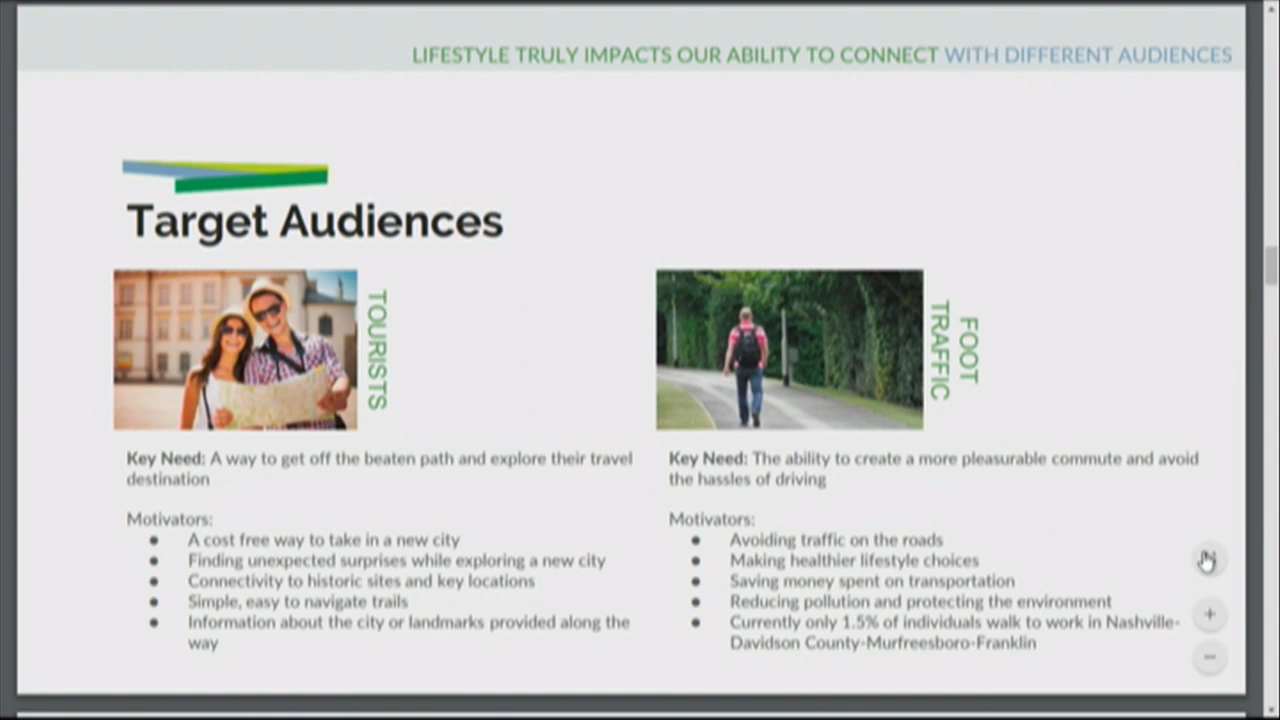 LIFESTYLE TRULY IMPACTS OUR ABILITY TO CONNECT WITH DIFFERENT AUDIENCES
Target Audiences
TOURISTS
Key Need: A way to get off the beaten path and explore their travel
destination
Motivators:
● A cost free way to take in a new city
● Finding unexpected surprises while exploring a new city
● Connectivity to historic sites and key locations
● Simple, easy to navigate trails
● Information about the city or landmarks provided along the
way
FOOT
TRAFFIC
Key Need: The ability to create a more pleasurable commute and avoid
the hassles of driving
Motivators:
● Avoiding traffic on the roads
● Making healthier lifestyle choices
● Saving money spent on transportation
● Reducing pollution and protecting the environment
● Currently only 1.5% of individuals walk to work in Nashville-
Davidson County-Murfreesboro-Franklin